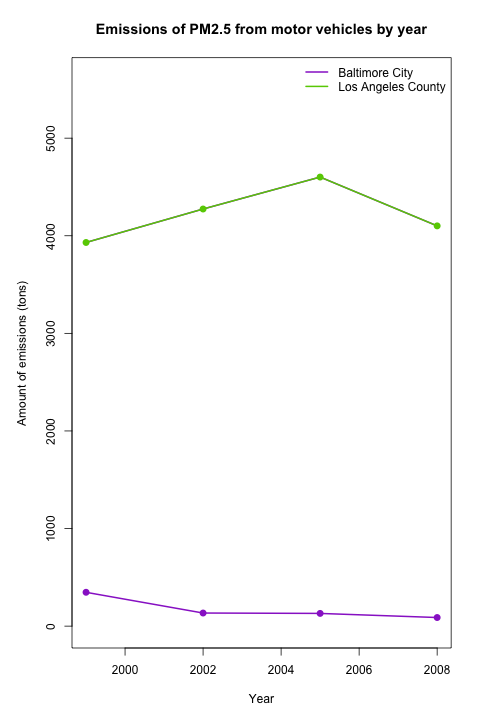 Emissions of PM2.5 from motor vehicles by year
Baltimore City
Los Angeles County
5000
4000
3000
2000
1000
0
Amount of emissions (tons)
2000 2002 2004 2006 2008
Year